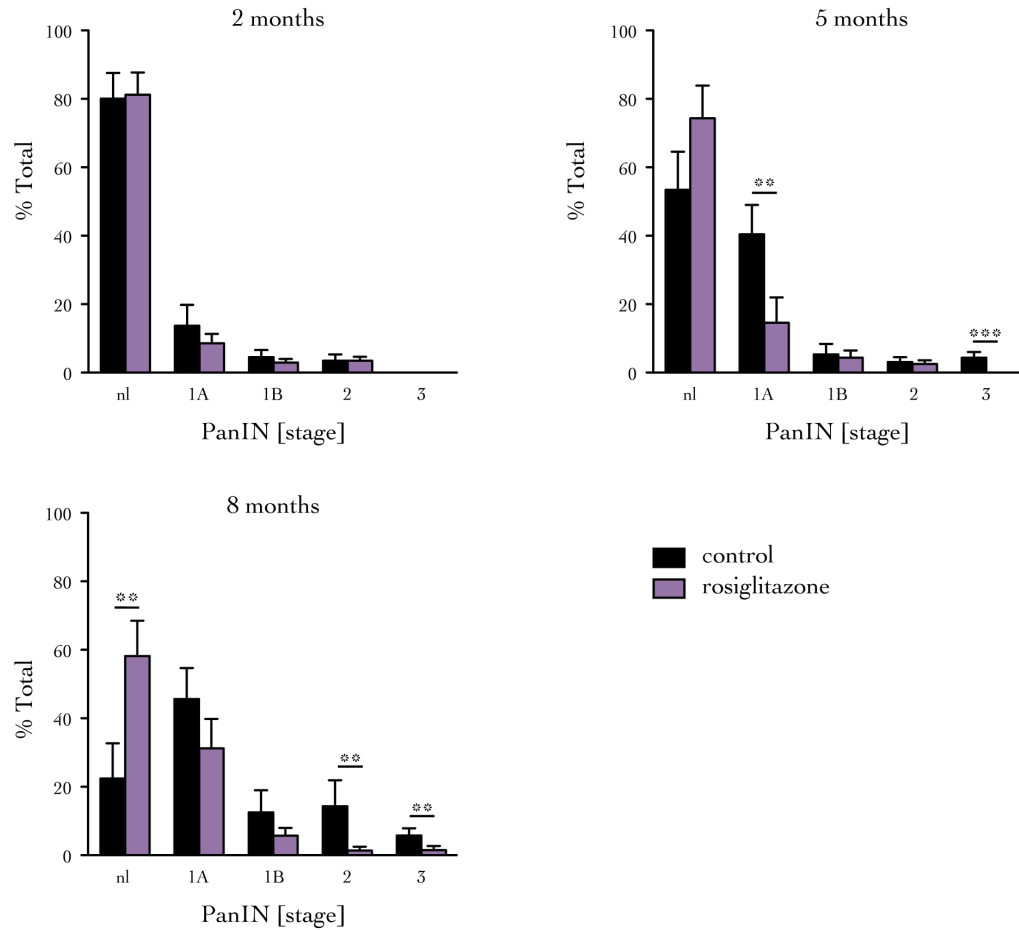 2 months
100
80
60
40
20
0
% Total
nl 1A 1B 2 3
PanIN [stage]
5 months
100
80
60
40
20
0
% Total
** ***
nl 1A 1B 2 3
PanIN [stage]
8 months
100
80
60
40
20
0
% Total
** ** **
nl 1A 1B 2 3
PanIN [stage]
control
rosiglitazone